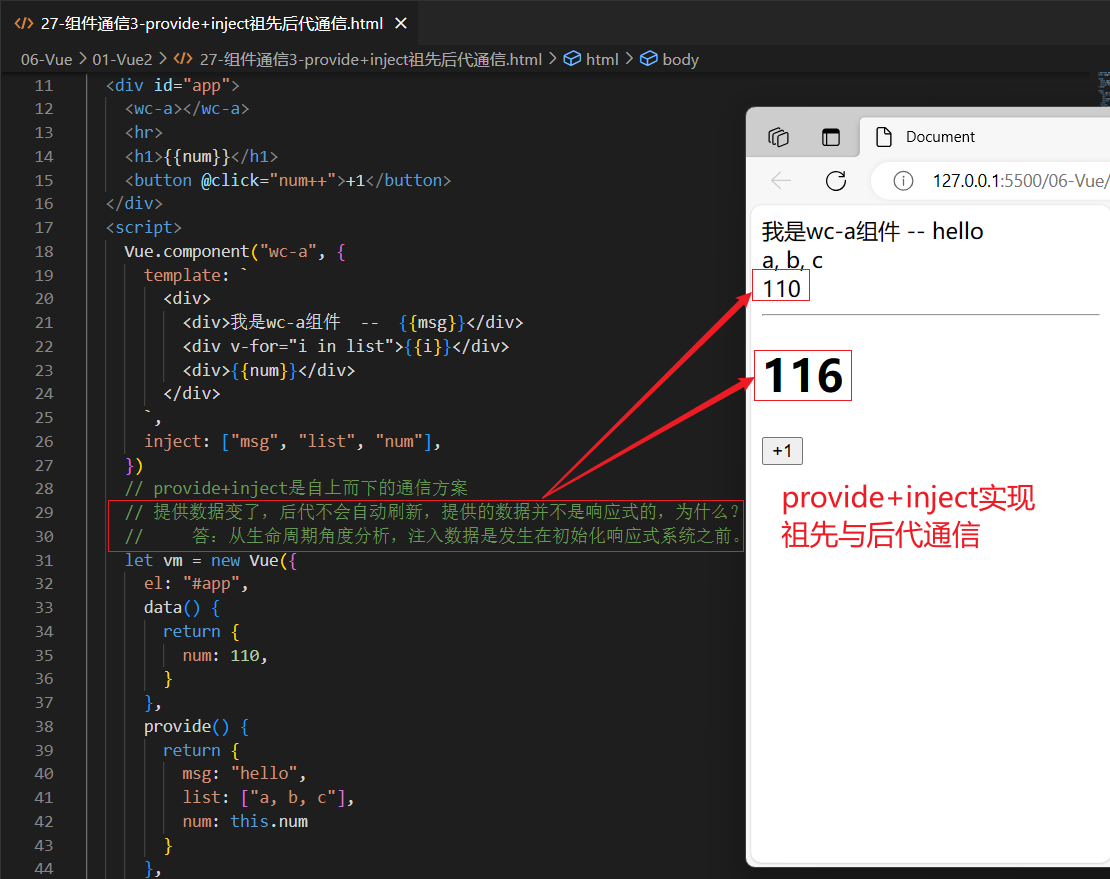 27-组件通信3-provide+inject祖先后代通信.html
06-Vue > 01-Vue2 > 27-组件通信3-provide+inject祖先后代通信.html > html > body
11 <div id="app">
12 <wc-a></wc-a>
13 <hr>
14 <h1>{{num}}</h1>
15 <button @click="num++">+1</button>
16 </div>
17 <script>
18 Vue.component("wc-a", {
19 template: `
20 <div>
21 <div>我是wc-a组件  --  {{msg}}</div>
22 <div v-for="i in list">{{i}}</div>
23 <div>{{num}}</div>
24 </div>
25 `,
26 inject: ["msg", "list", "num"],
27 })
28 // provide+inject是自上而下的通信方案
29 // 提供数据变了，后代不会自动刷新，提供的数据并不是响应式的，为什么？
30 //     答：从生命周期角度分析，注入数据是发生在初始化响应式系统之前。
31 let vm = new Vue({
32 el: "#app",
33 data() {
34 return {
35 num: 110,
36 }
37 },
38 provide() {
39 return {
40 msg: "hello",
41 list: ["a, b, c"],
42 num: this.num
43 }
44 },
Document
127.0.0.1:5500/06-Vue/
我是wc-a组件 -- hello
a, b, c
110
116
+1
provide+inject实现
祖先与后代通信